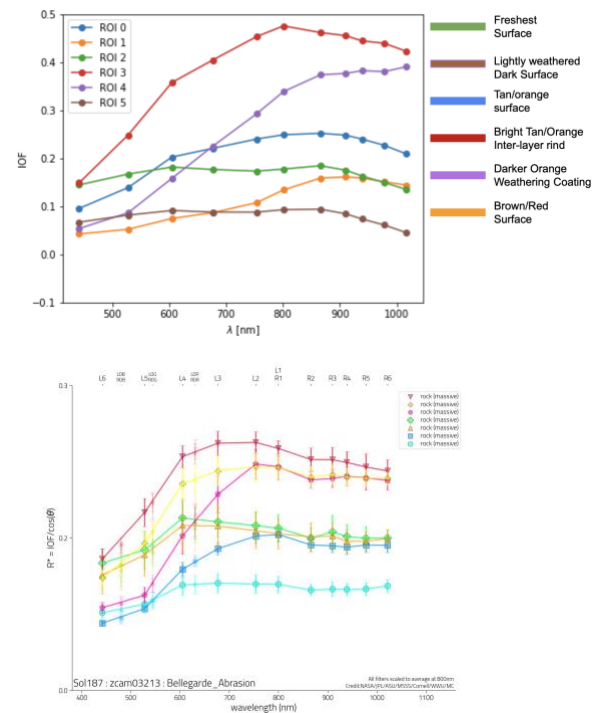 0.5
0.4
0.3
0.2
0.1
0.0
−0.1
IOF
ROI 0
ROI 1
ROI 2
ROI 3
ROI 4
ROI 5
500 600 700 800 900 1000
λ [nm]
Freshest
Surface
Lightly weathered
Dark Surface
Tan/orange
surface
Bright Tan/Orange
Inter-layer rind
Darker Orange
Weathering Coating
Brown/Red
Surface
L1
L6 L5 L4 L3 L2 R1 R2 R3 R4 R5 R6
0.3
0.2
0.0
R* = IOF/cos(θ)
rock (massive)
rock (massive)
rock (massive)
rock (massive)
rock (massive)
rock (massive)
rock (massive)
Sol187 : zcam03213 : Bellegarde_Abrasion
All filters scaled to average at 800nm
Credit:NASA/JPL/ASU/MSSS/Cornell/WWU/MC
400 500 600 700 800 900 1000 1100
wavelength (nm)